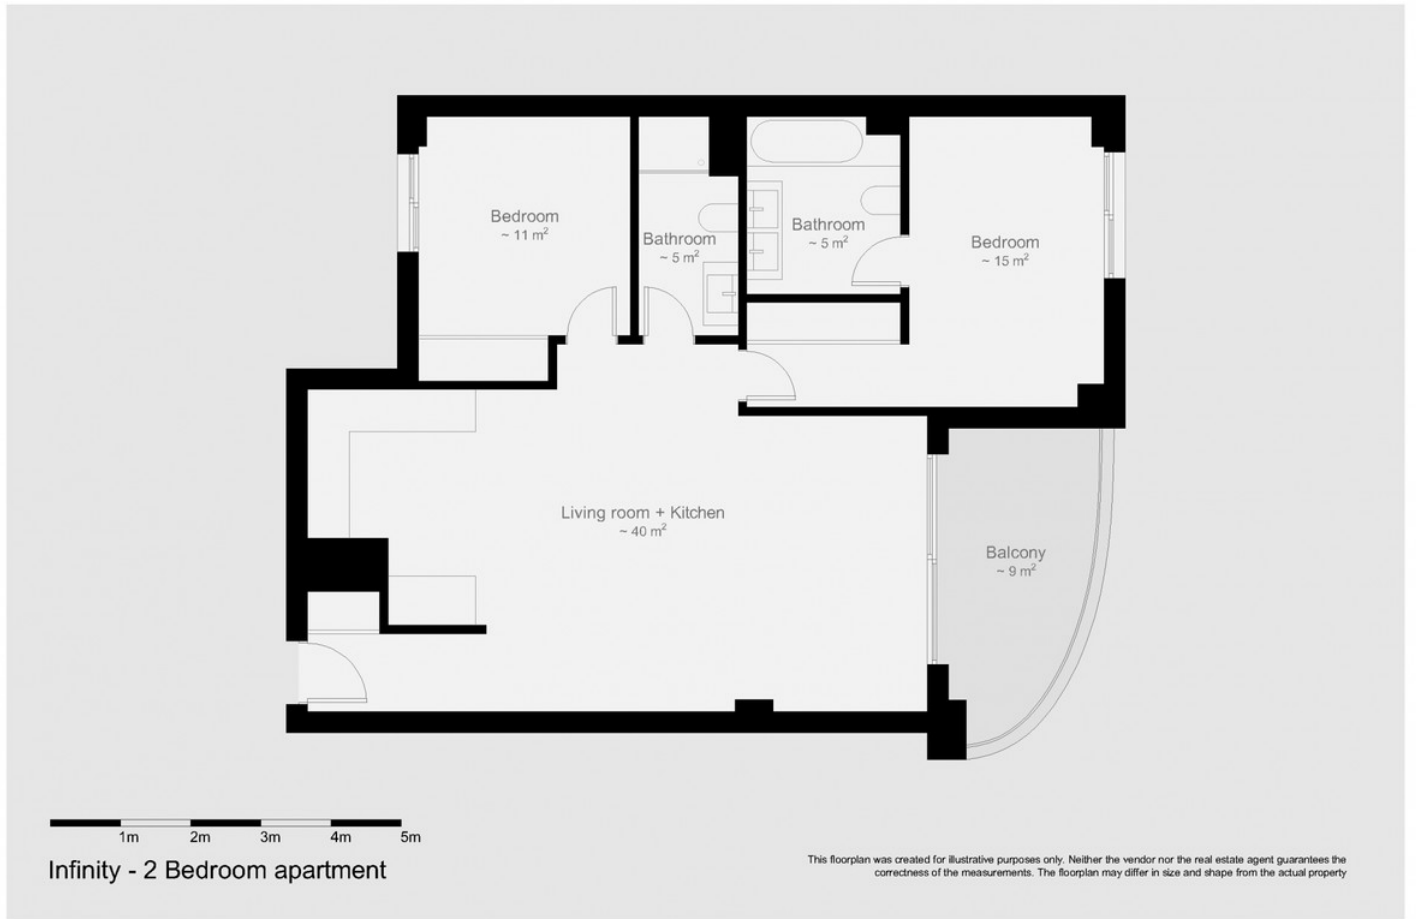 Bedroom
~ 11 m²
Bathroom
~ 5 m²
Bathroom
~ 5 m²
Bedroom
~ 15 m²
Living room + Kitchen
~ 40 m²
Balcony
~ 9 m²
1m 2m 3m 4m 5m
Infinity - 2 Bedroom apartment
This floorplan was created for illustrative purposes only. Neither the vendor nor the real estate agent guarantees the
correctness of the measurements. The floorplan may differ in size and shape from the actual property